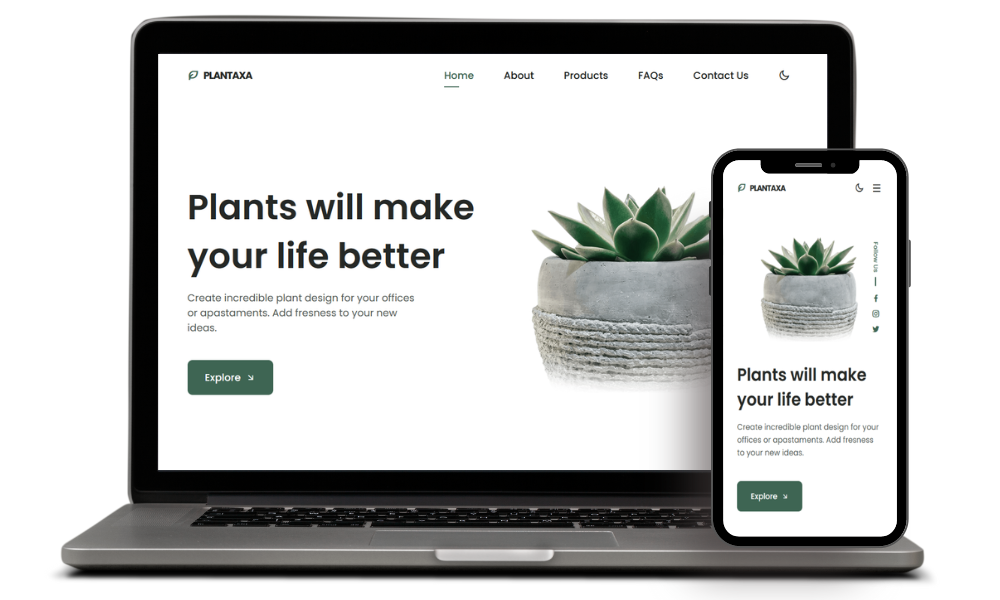 PLANTAXA
Home About Products FAQs Contact Us
Plants will make
your life better
Create incredible plant design for your offices
or apastaments. Add fresness to your new
ideas.
Explore
PLANTAXA
Follow Us
Plants will make
your life better
Create incredible plant design for your
offices or apastaments. Add fresness
to your new ideas.
Explore